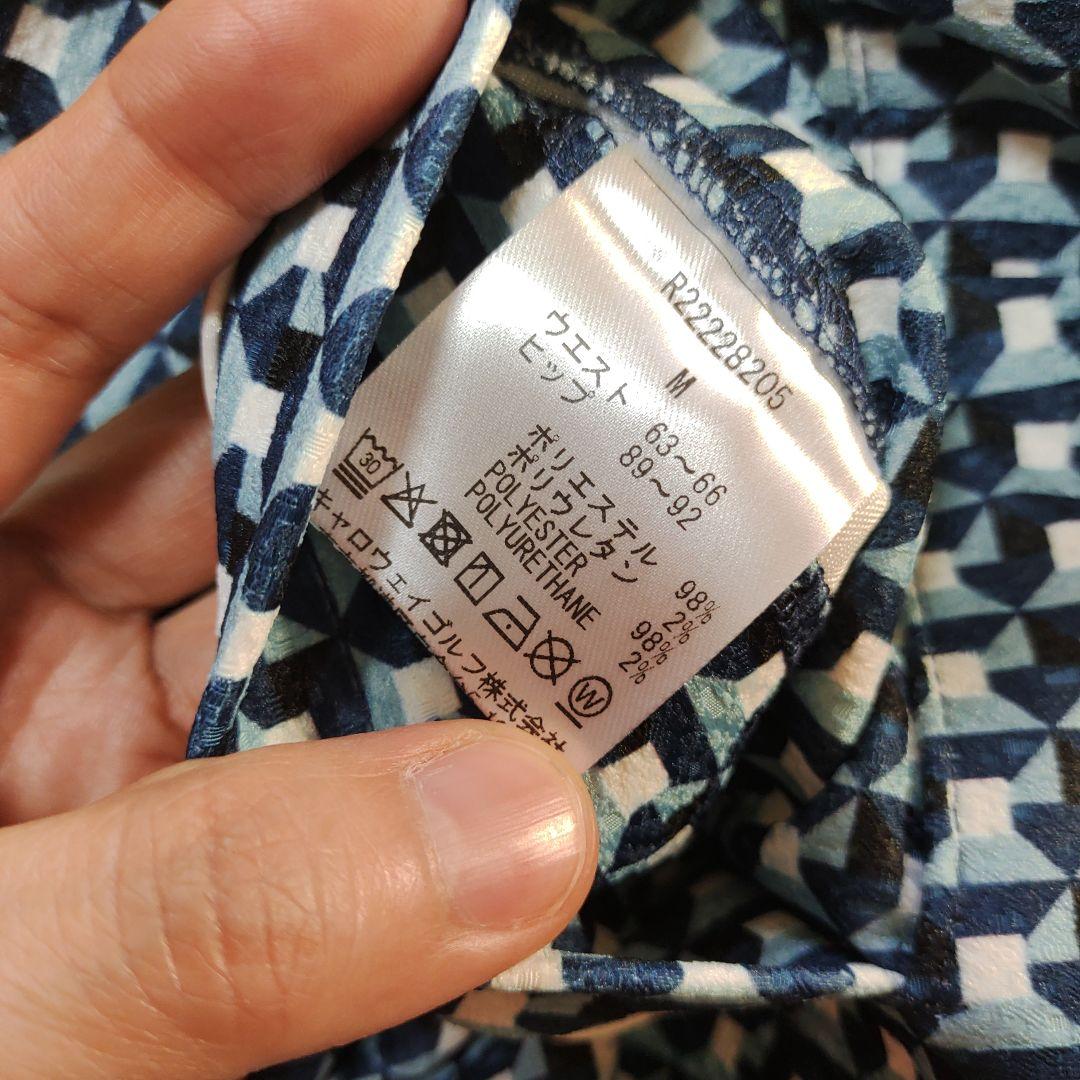 R22228205
M
ウエスト 63～66
ヒップ 89～92
ポリエステル 98%
ポリウレタン 2%
POLYESTER 98%
POLYURETHANE 2%
30
W
キャロウェイゴルフ株式会社